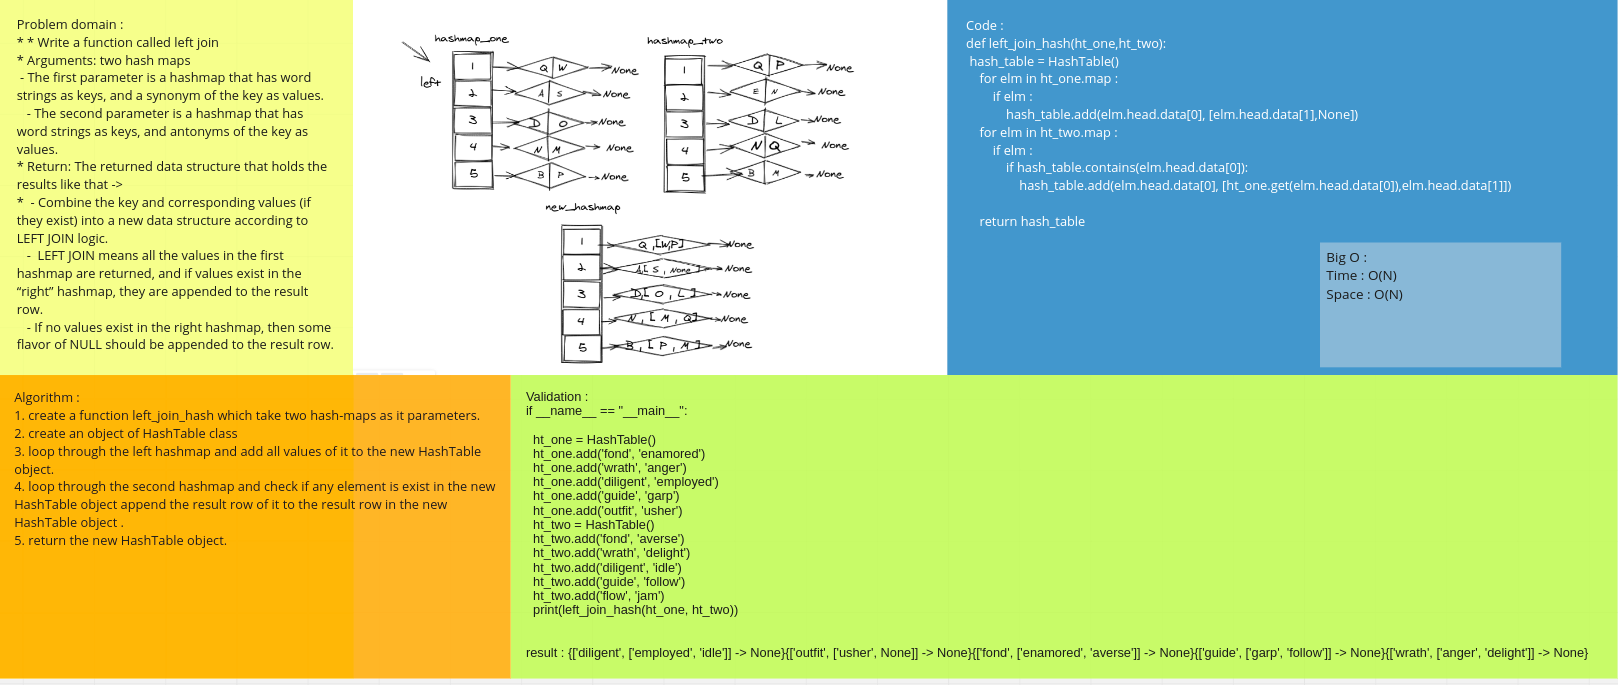 Problem domain :
* * Write a function called left join
* Arguments: two hash maps
- The first parameter is a hashmap that has word
strings as keys, and a synonym of the key as values.
- The second parameter is a hashmap that has
word strings as keys, and antonyms of the key as
values.
* Return: The returned data structure that holds the
results like that ->
*  - Combine the key and corresponding values (if
they exist) into a new data structure according to
LEFT JOIN logic.
-  LEFT JOIN means all the values in the first
hashmap are returned, and if values exist in the
“right” hashmap, they are appended to the result
row.
- If no values exist in the right hashmap, then some
flavor of NULL should be appended to the result row.
hashmap_one
left
1 Q W None
2 A S None
3 D O None
4 N M None
5 B P None
hashmap_two
1 Q P None
2 E N None
3 D L None
4 N Q None
5 B M None
new_hashmap
1 Q ,[W,P] None
2 A[ S , None ] None
3 D,[ O , L ] None
4 N , [ M , Q] None
5 B , [ P , M ] None
Code :
def left_join_hash(ht_one,ht_two):
hash_table = HashTable()
for elm in ht_one.map :
if elm :
hash_table.add(elm.head.data[0], [elm.head.data[1],None])
for elm in ht_two.map :
if elm :
if hash_table.contains(elm.head.data[0]):
hash_table.add(elm.head.data[0], [ht_one.get(elm.head.data[0]),elm.head.data[1]])
return hash_table
Big O :
Time : O(N)
Space : O(N)
Algorithm :
1. create a function left_join_hash which take two hash-maps as it parameters.
2. create an object of HashTable class
3. loop through the left hashmap and add all values of it to the new HashTable
object.
4. loop through the second hashmap and check if any element is exist in the new
HashTable object append the result row of it to the result row in the new
HashTable object .
5. return the new HashTable object.
Validation :
if __name__ == "__main__":
ht_one = HashTable()
ht_one.add('fond', 'enamored')
ht_one.add('wrath', 'anger')
ht_one.add('diligent', 'employed')
ht_one.add('guide', 'garp')
ht_one.add('outfit', 'usher')
ht_two = HashTable()
ht_two.add('fond', 'averse')
ht_two.add('wrath', 'delight')
ht_two.add('diligent', 'idle')
ht_two.add('guide', 'follow')
ht_two.add('flow', 'jam')
print(left_join_hash(ht_one, ht_two))
result : {['diligent', ['employed', 'idle']] -> None}{['outfit', ['usher', None]] -> None}{['fond', ['enamored', 'averse']] -> None}{['guide', ['garp', 'follow']] -> None}{['wrath', ['anger', 'delight']] -> None}